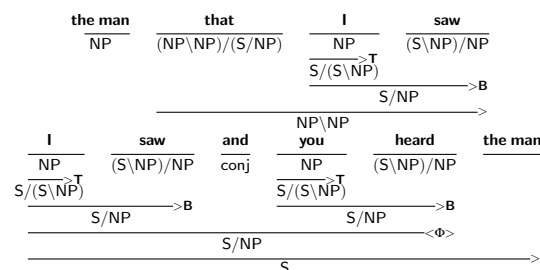 the man that I saw
NP (NP\NP)/(S/NP) NP (S\NP)/NP
>T
S/(S\NP)
>B
S/NP
>
NP\NP
I saw and you heard the man
NP (S\NP)/NP conj NP (S\NP)/NP
>T >T
S/(S\NP) S/(S\NP)
>B >B
S/NP S/NP
<Φ>
S/NP
>
S